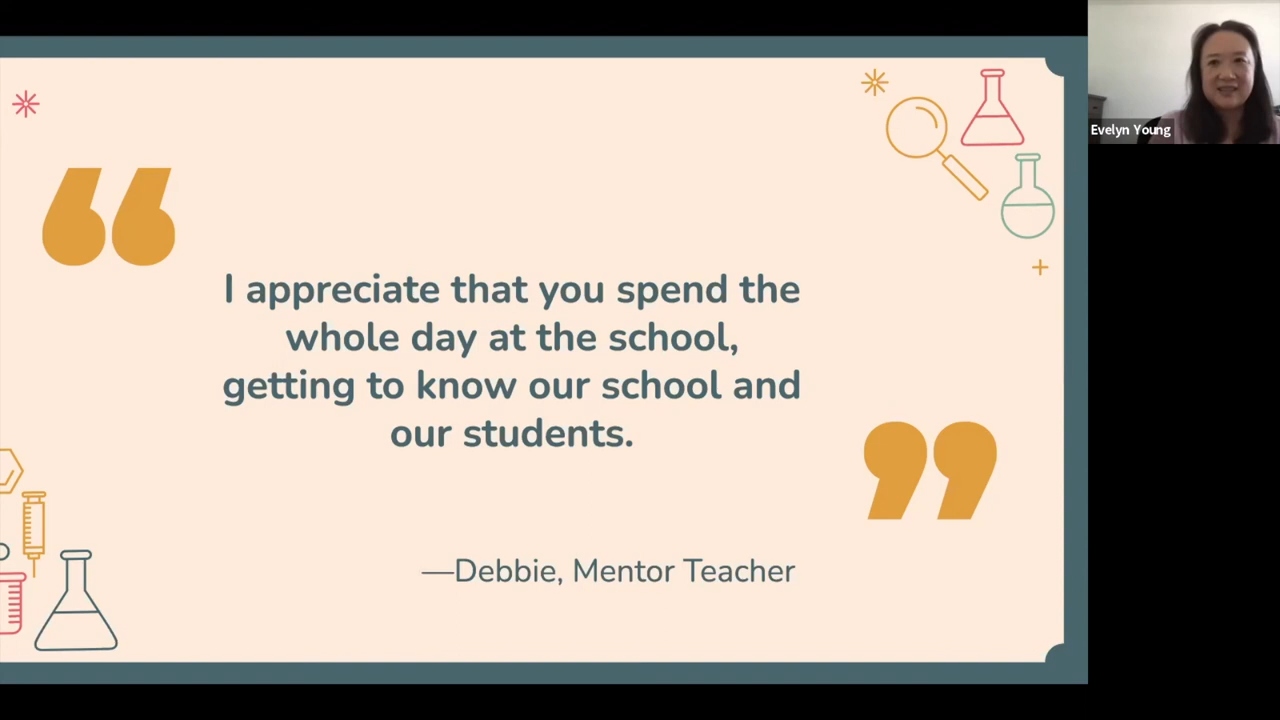 Evelyn Young
“
I appreciate that you spend the
whole day at the school,
getting to know our school and
our students.
”
—Debbie, Mentor Teacher